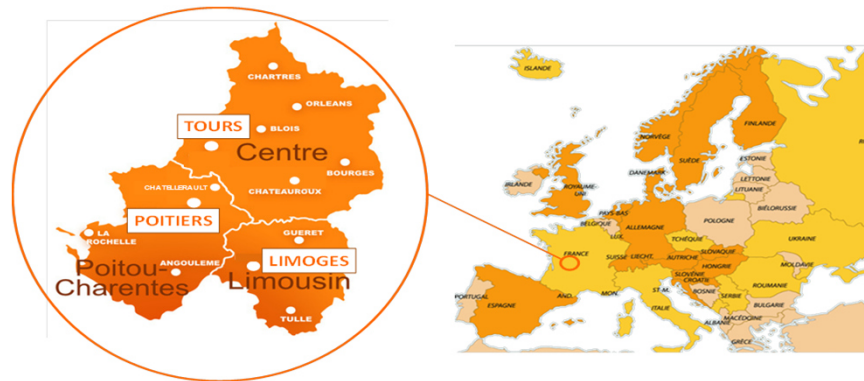 CHARTRES
ORLEANS
TOURS
BLOIS
Centre
BOURGES
CHATEAUROUX
CHATELLERAULT
POITIERS
LA
ROCHELLE
GUERET
LIMOGES
ANGOULEME
Poitou-
Charentes
Limousin
TULLE
ISLANDE
FINLANDE
NORVÈGE
SUÈDE
ESTONIE
LETTONIE
LITUANIE
DANEMARK
IRLANDE
ROYAUME-
UNI
PAYS-BAS
BELGIQUE
BIÉLORUSSIE
POLOGNE
ALLEMAGNE
LUX.
TCHÉQUIE
UKRAINE
SLOVAQUIE
FRANCE
SUISSE
LIECHT.
AUTRICHE
HONGRIE
MOLDAVIE
SLOVÉNIE
CROATIE
ROUMANIE
AND.
MON.
ST M.
BOSNIE
SERBIE
BULGARIE
PORTUGAL
ESPAGNE
ITALIE
MACÉDOINE
ALBANIE
GRÈCE